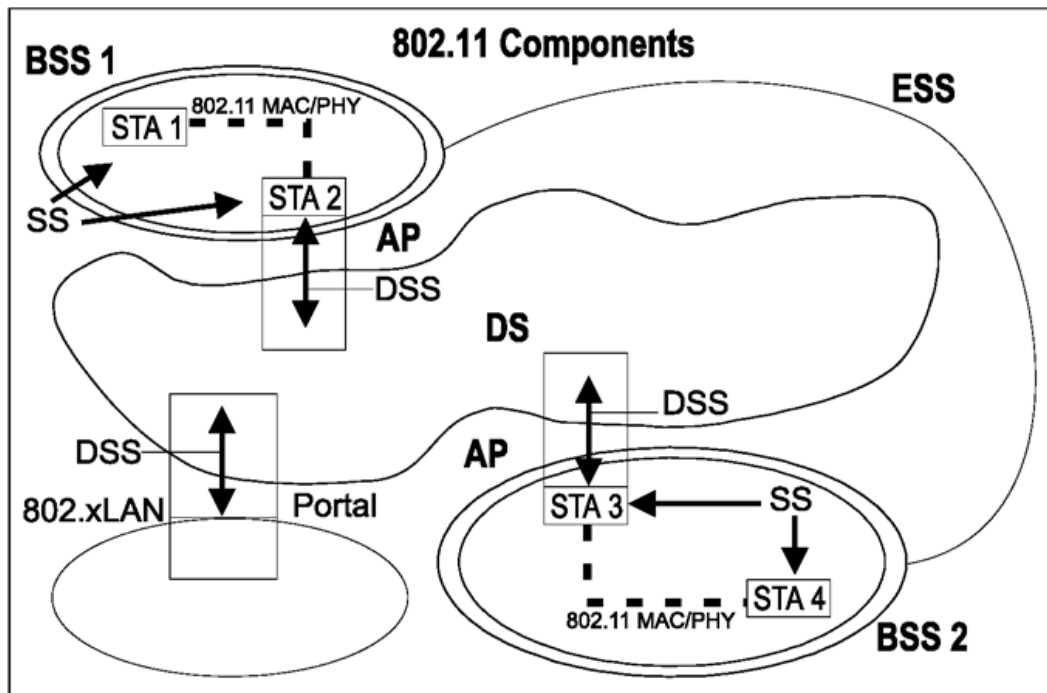 802.11 Components
BSS 1
ESS
802.11 MAC/PHY
STA 1
STA 2
SS
AP
DSS
DS
DSS
DSS
AP
802.xLAN
Portal
STA 3
SS
STA 4
802.11 MAC/PHY
BSS 2